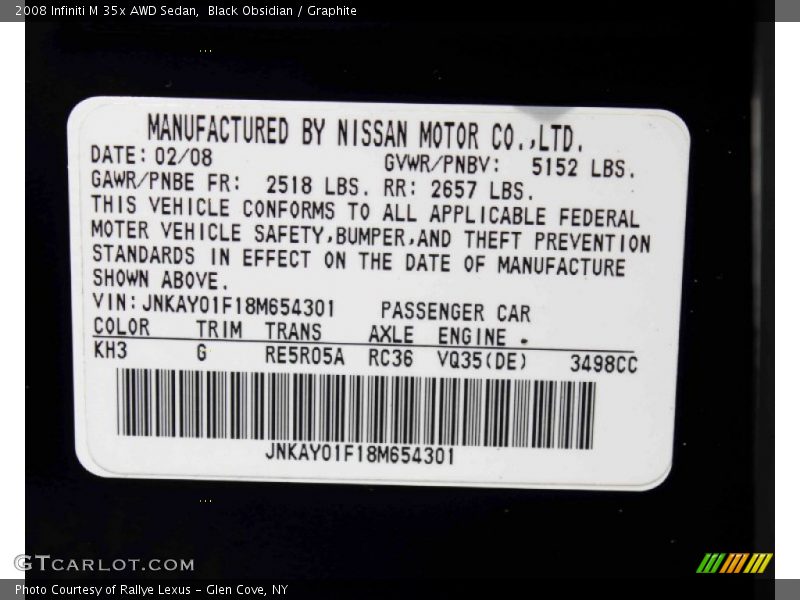 2008 Infiniti M 35x AWD Sedan,  Black Obsidian / Graphite
MANUFACTURED BY NISSAN MOTOR CO.,LTD.
DATE: 02/08 GVWR/PNBV: 5152 LBS.
GAWR/PNBE FR: 2518 LBS. RR: 2657 LBS.
THIS VEHICLE CONFORMS TO ALL APPLICABLE FEDERAL
MOTER VEHICLE SAFETY,BUMPER,AND THEFT PREVENTION
STANDARDS IN EFFECT ON THE DATE OF MANUFACTURE
SHOWN ABOVE.
VIN: JNKAY01F18M654301 PASSENGER CAR
COLOR TRIM TRANS AXLE ENGINE .
KH3 G RE5R05A RC36 VQ35(DE) 3498CC
JNKAY01F18M654301
GTCARLOT.COM
Photo Courtesy of Rallye Lexus - Glen Cove, NY